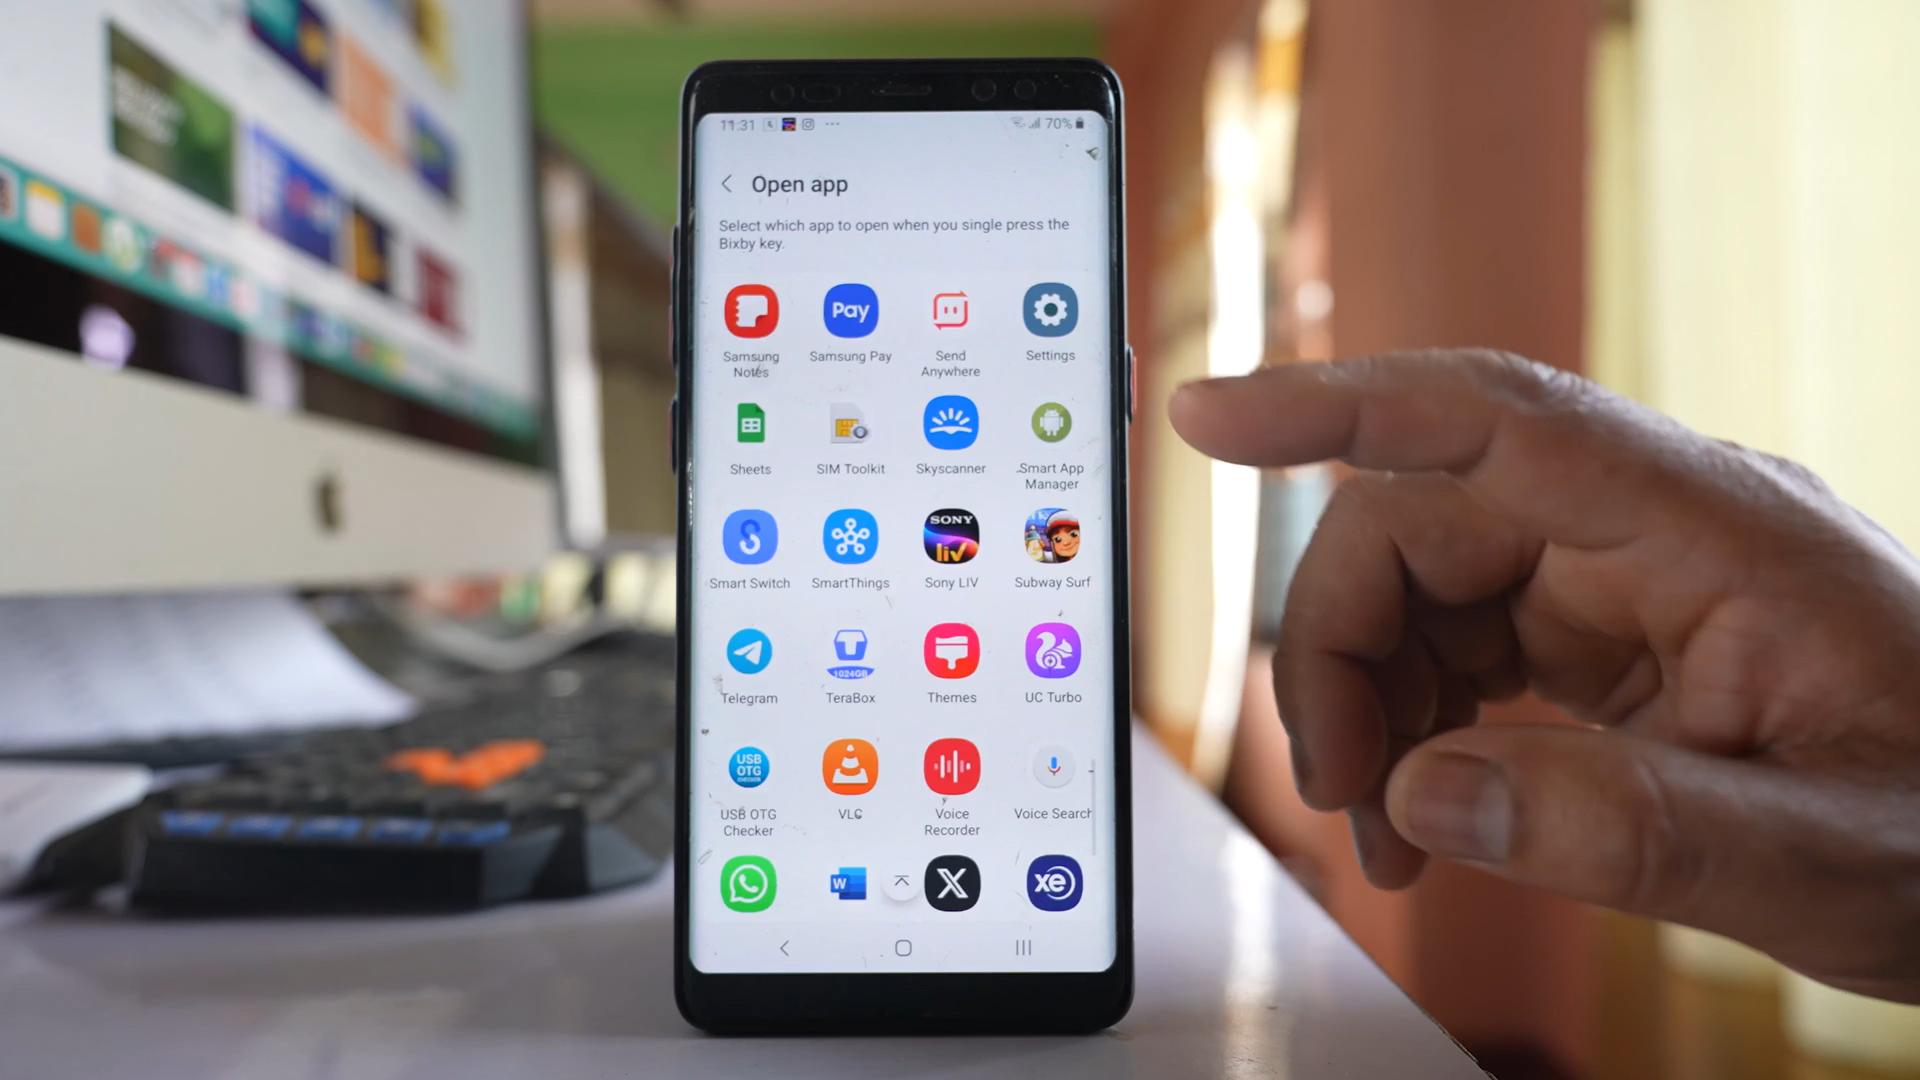 11:31
70%
Open app
Select which app to open when you single press the
Bixby key.
Pay
Samsung
Notes
Samsung Pay
Send
Anywhere
Settings
Sheets
SIM Toolkit
Skyscanner
Smart App
Manager
SONY
liv
Smart Switch
SmartThings
Sony LIV
Subway Surf
1024GB
Telegram
TeraBox
Themes
UC Turbo
USB
OTG
CHECKER
USB OTG
Checker
VLC
Voice
Recorder
Voice Search
W
X
xe